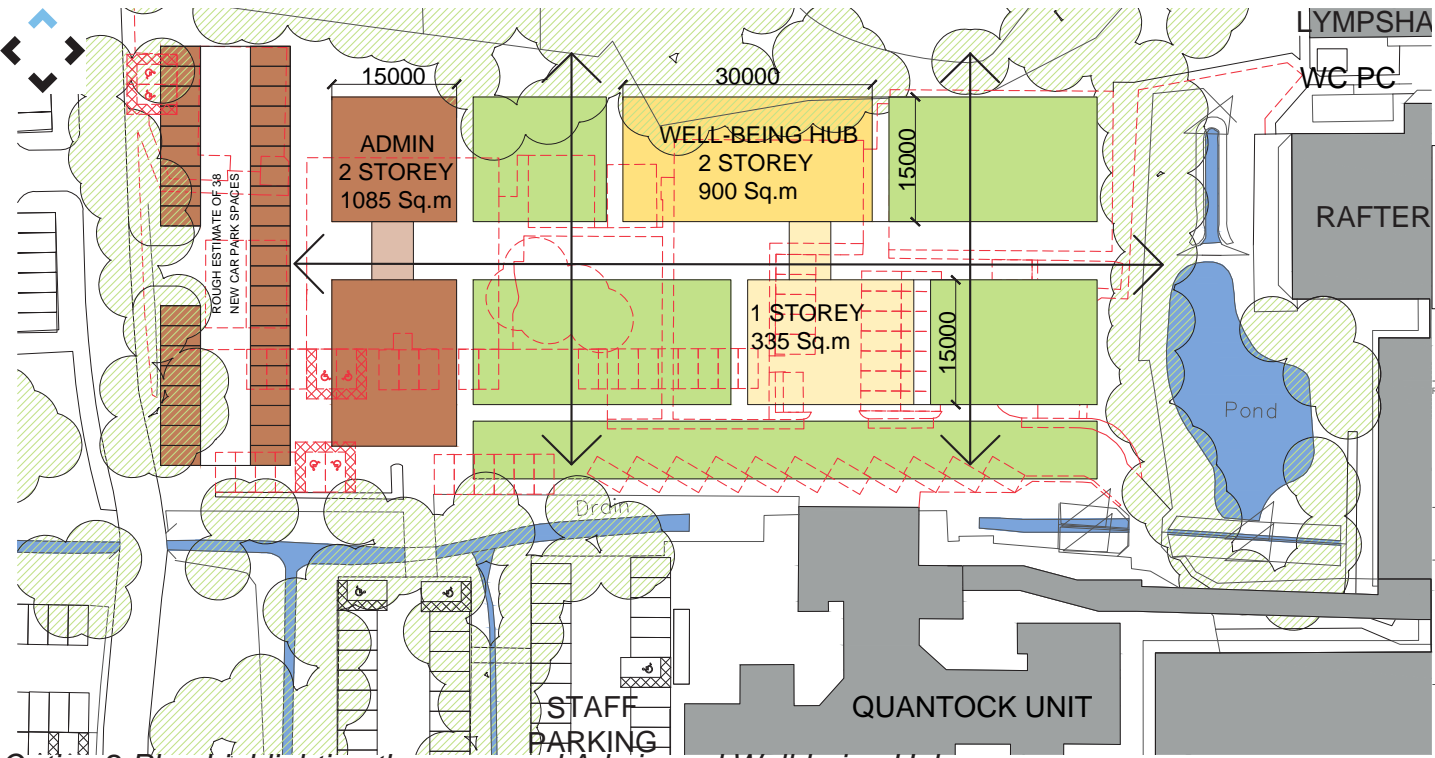 LYMPSHA
WC PC
15000
30000
ADMIN
2 STOREY
1085 Sq.m
WELL-BEING HUB
2 STOREY
900 Sq.m
15000
RAFTER
ROUGH ESTIMATE OF 38
NEW CAR PARK SPACES
1 STOREY
335 Sq.m
15000
Pond
Drain
STAFF
PARKING
QUANTOCK UNIT